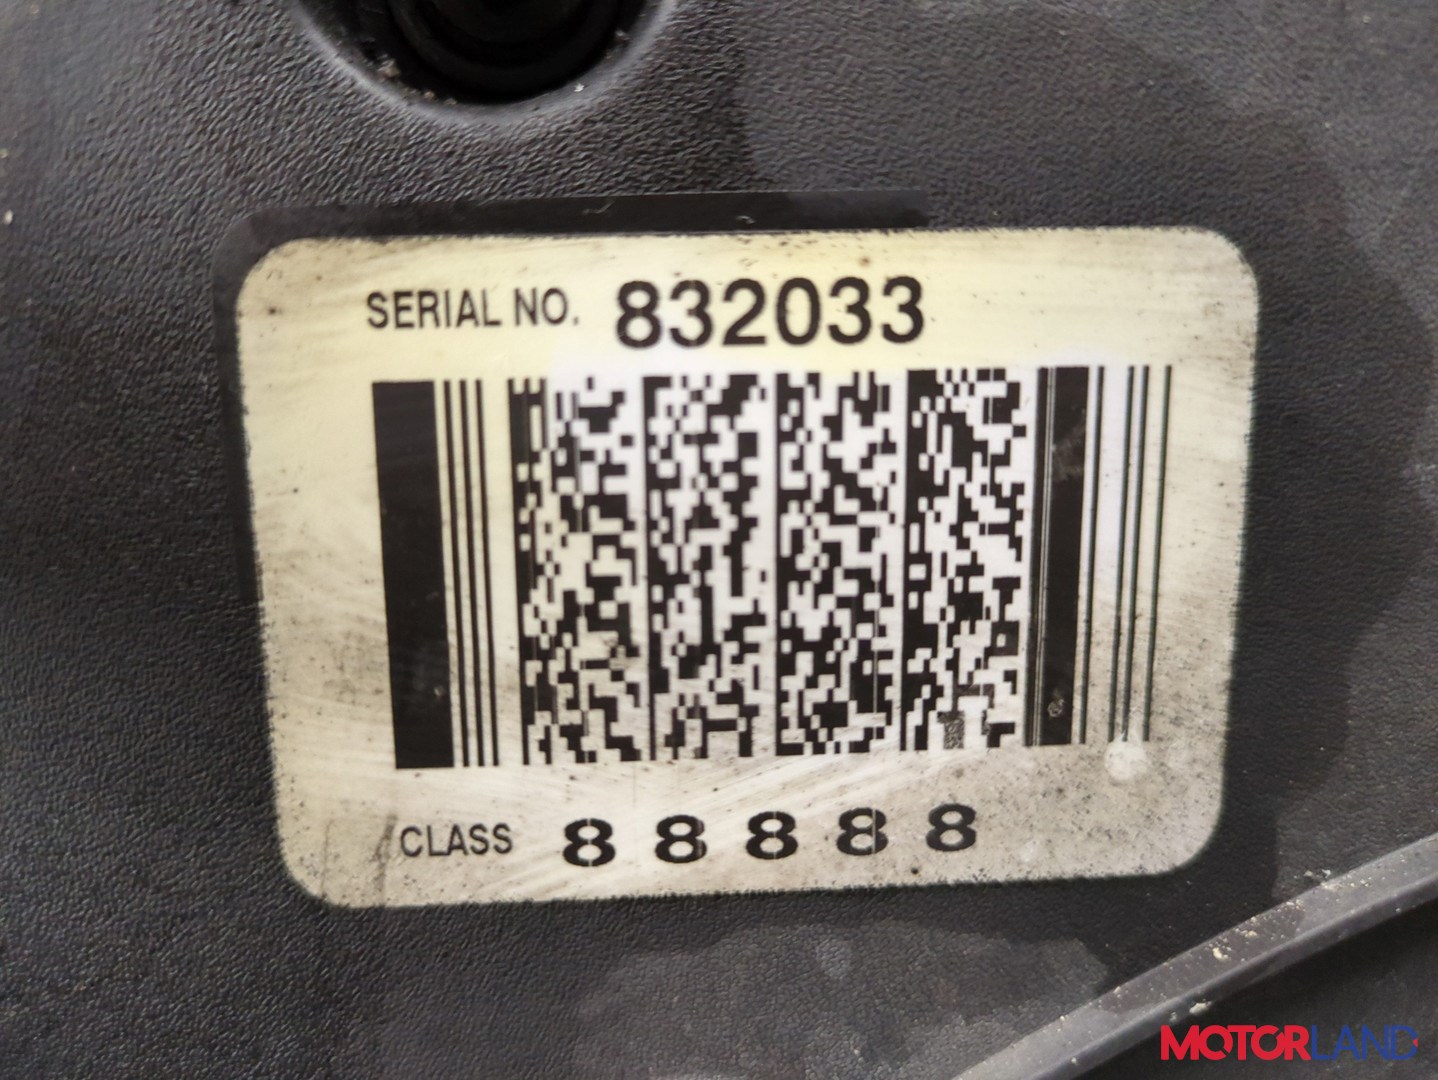 SERIAL NO. 832033
CLASS 88888
MOTORLAND